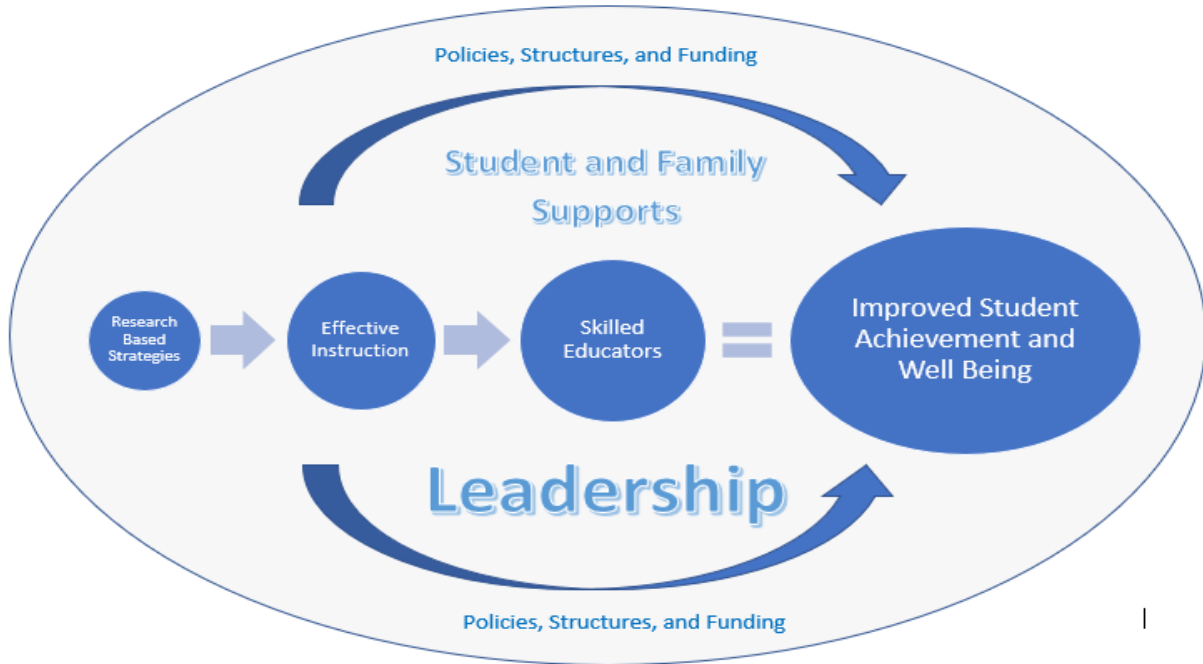 Policies, Structures, and Funding
Student and Family
Supports
Research
Based
Strategies
Effective
Instruction
Skilled
Educators
Improved Student
Achievement and
Well Being
Leadership
Policies, Structures, and Funding